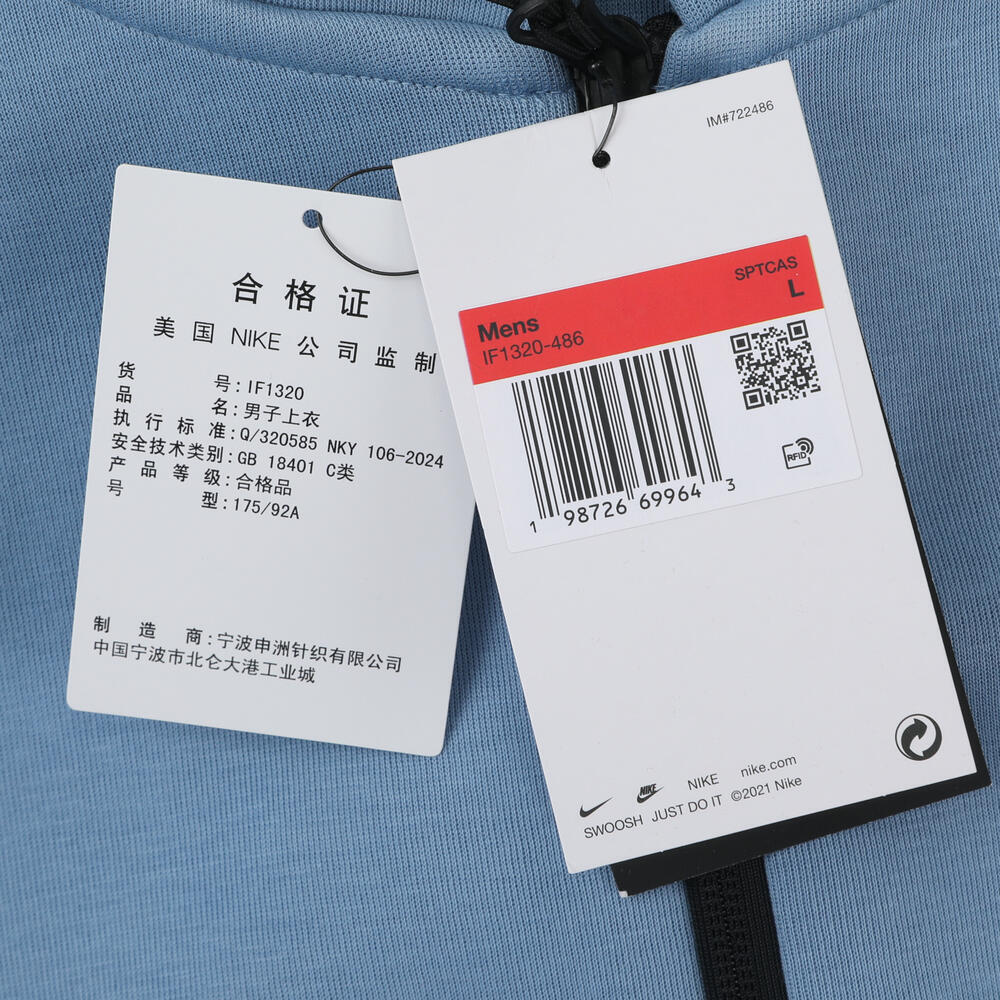 合格证
美国 NIKE 公司监制
货号:IF1320
品名:男子上衣
执行标准:Q/320585 NKY 106-2024
安全技术类别:GB 18401 C类
产品等级:合格品
号型:175/92A
制造商:宁波申洲针织有限公司
中国宁波市北仑大港工业城
IM#722486
SPTCAS
L
Mens
IF1320-486
RFID
1 98726 69964 3
NIKE
NIKE nike.com
SWOOSH JUST DO IT ©2021 Nike